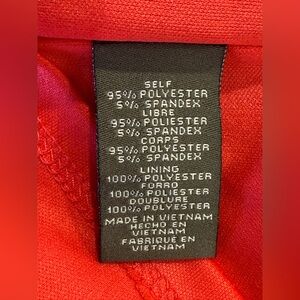 SELF
95% POLYESTER
5% SPANDEX
LIBRE
95% POLIESTER
5% SPANDEX
CORPS
95% POLYESTER
5% SPANDEX
LINING
100% POLYESTER
FORRO
100% POLIESTER
DOUBLURE
100% POLYESTER
MADE IN VIETNAM
HECHO EN
VIETNAM
FABRIQUE EN
VIETNAM